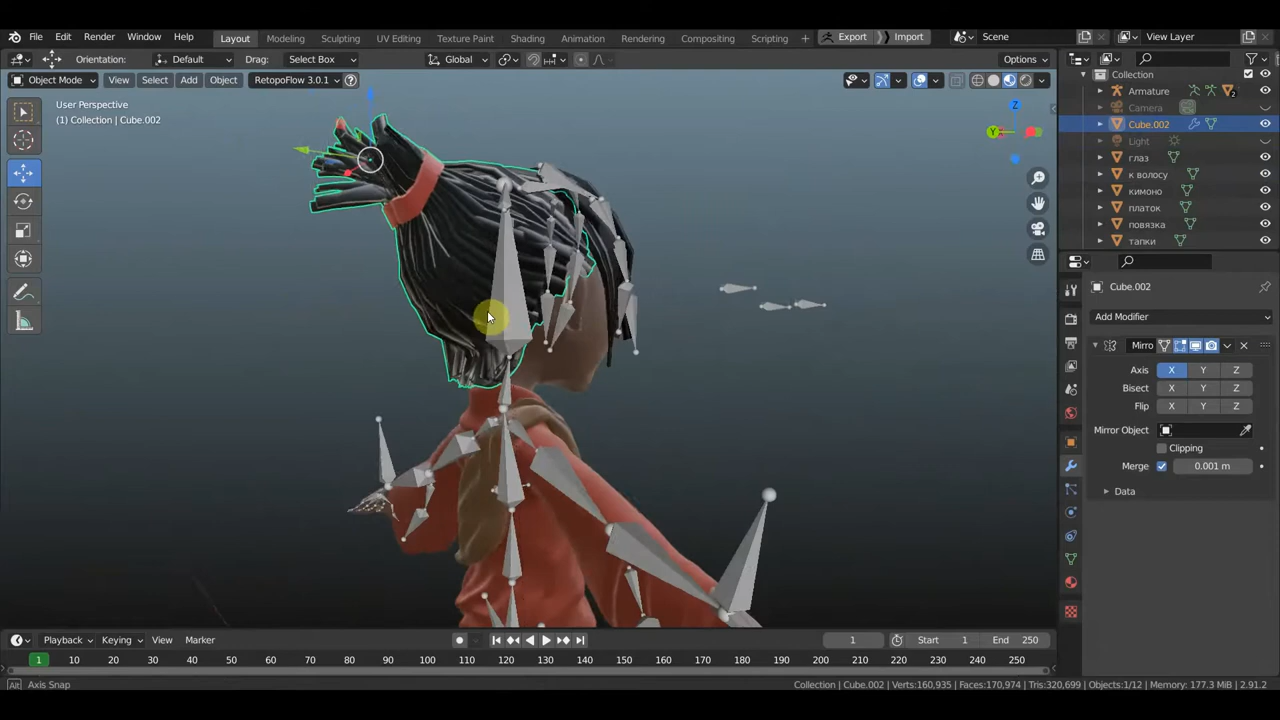 File Edit Render Window Help Layout Modeling Sculpting UV Editing Texture Paint Shading Animation Rendering Compositing Scripting + Export Import Scene View Layer
Orientation: Default Drag: Select Box Global Options
Object Mode View Select Add Object RetopoFlow 3.0.1
Collection
Armature 2
Camera
Cube.002
Light
глаз
к волосу
кимоно
платок
повязка
тапки
User Perspective
(1) Collection | Cube.002
Z
Y
Cube.002
Add Modifier
Mirro
Axis X Y Z
Bisect X Y Z
Flip X Y Z
Mirror Object
Clipping
Merge 0.001 m
Data
Playback Keying View Marker 1 Start 1 End 250
1 10 20 30 40 50 60 70 80 90 100 110 120 130 140 150 160 170 180 190 200 210 220 230 240 250
Alt Axis Snap Collection | Cube.002 | Verts:160,935 | Faces:170,974 | Tris:320,699 | Objects:1/12 | Memory: 177.3 MiB | 2.91.2